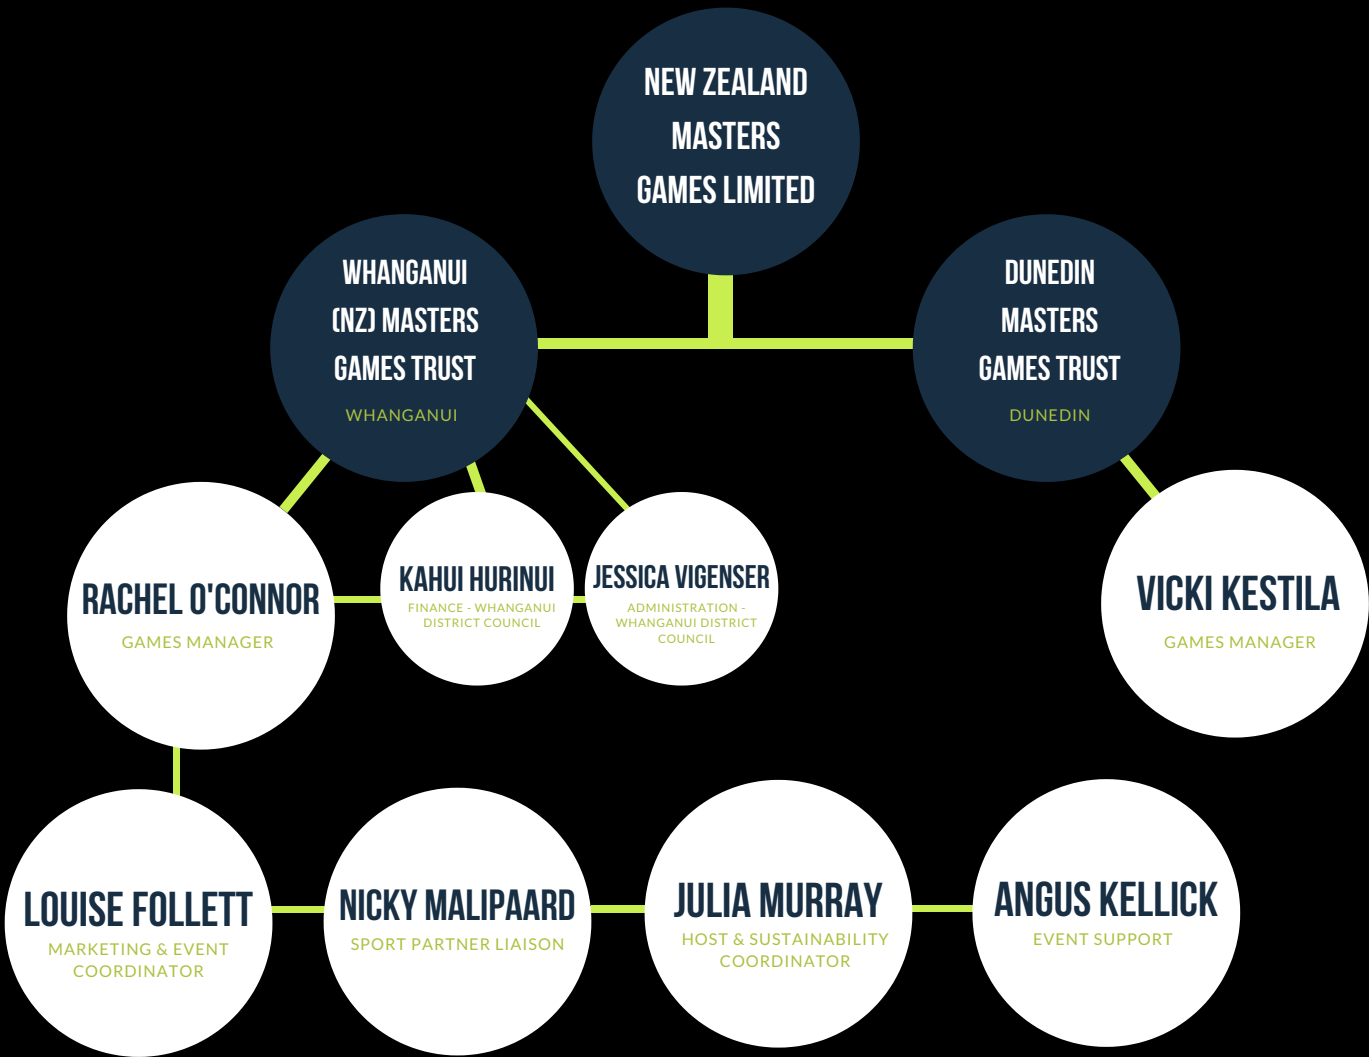 NEW ZEALAND
MASTERS
GAMES LIMITED
WHANGANUI
(NZ) MASTERS
GAMES TRUST
WHANGANUI
DUNEDIN
MASTERS
GAMES TRUST
DUNEDIN
RACHEL O'CONNOR
GAMES MANAGER
KAHUI HURINUI
FINANCE - WHANGANUI
DISTRICT COUNCIL
JESSICA VIGENSER
ADMINISTRATION -
WHANGANUI DISTRICT
COUNCIL
VICKI KESTILA
GAMES MANAGER
LOUISE FOLLETT
MARKETING & EVENT
COORDINATOR
NICKY MALIPAARD
SPORT PARTNER LIAISON
JULIA MURRAY
HOST & SUSTAINABILITY
COORDINATOR
ANGUS KELLICK
EVENT SUPPORT